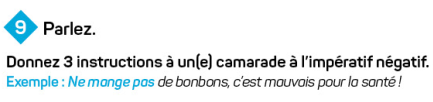 9 Parlez.
Donnez 3 instructions à un(e) camarade à l'impératif négatif.
Exemple : Ne mange pas de bonbons, c'est mauvais pour la santé !